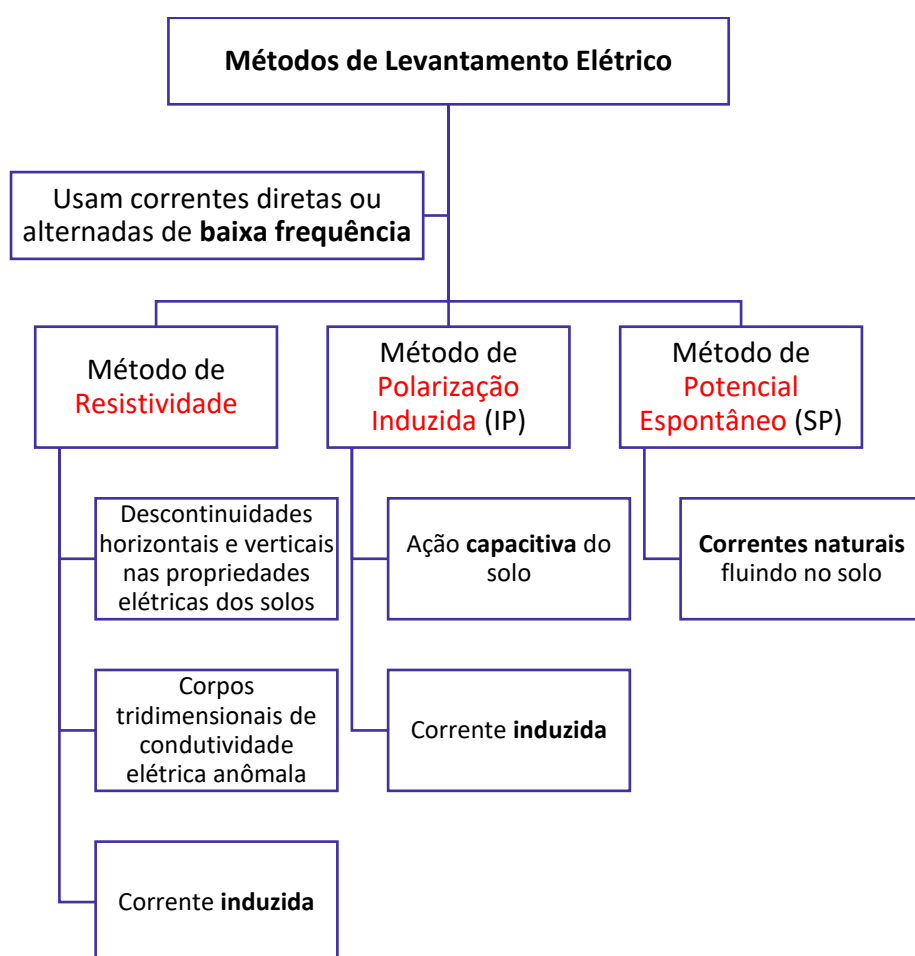 Métodos de Levantamento Elétrico
Usam correntes diretas ou
alternadas de baixa frequência
Método de
Resistividade
Descontinuidades
horizontais e verticais
nas propriedades
elétricas dos solos
Corpos
tridimensionais de
condutividade
elétrica anômala
Corrente induzida
Método de
Polarização
Induzida (IP)
Ação capacitiva do
solo
Corrente induzida
Método de
Potencial
Espontâneo (SP)
Correntes naturais
fluindo no solo